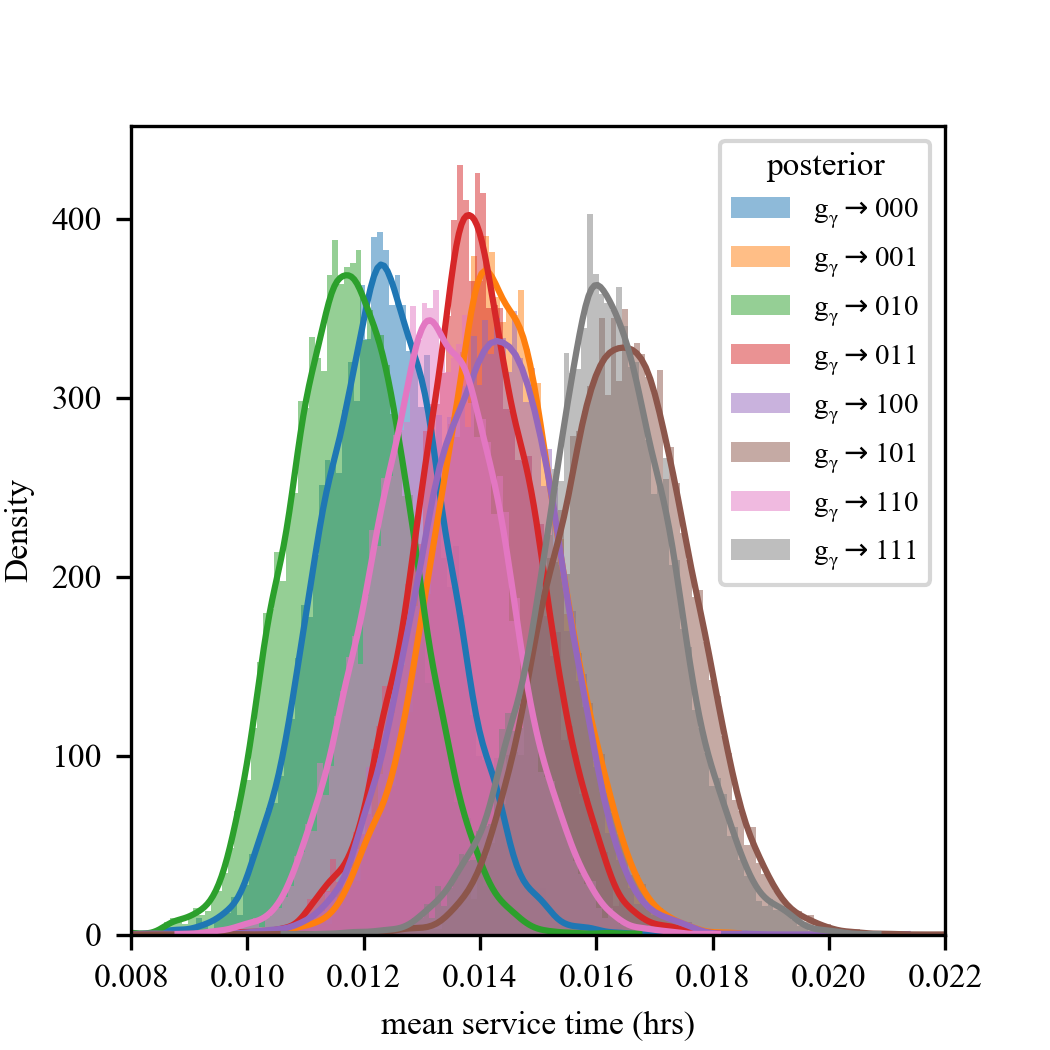 posterior
gᵧ → 000
gᵧ → 001
gᵧ → 010
gᵧ → 011
gᵧ → 100
gᵧ → 101
gᵧ → 110
gᵧ → 111
Density
400
300
200
100
0
0.008 0.010 0.012 0.014 0.016 0.018 0.020 0.022
mean service time (hrs)